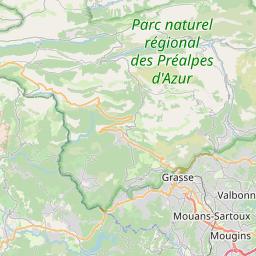 Parc naturel
régional
des Préalpes
d'Azur
Grasse
Valbonn
Mouans-Sartoux
Mougins